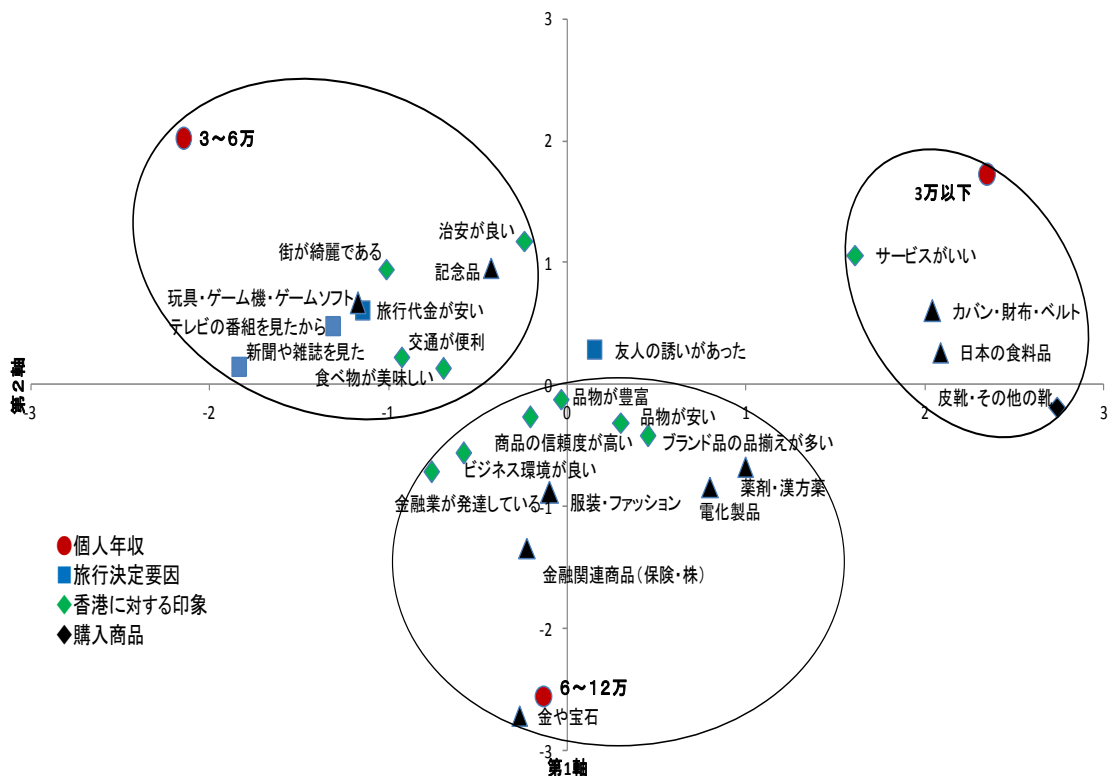 3
2
3～6万
3万以下
治安が良い
街が綺麗である
サービスがいい
1
記念品
玩具・ゲーム機・ゲームソフト
旅行代金が安い
カバン・財布・ベルト
テレビの番組を見たから
交通が便利
新聞や雑誌を見た
友人の誘いがあった
日本の食料品
食べ物が美味しい
第2軸
0
-3
-2
-1
0
1
2
3
皮靴・その他の靴
品物が豊富
品物が安い
商品の信頼度が高い
ブランド品の品揃えが多い
ビジネス環境が良い
薬剤・漢方薬
金融業が発達している
-1
服装・ファッション
電化製品
個人年収
金融関連商品（保険・株）
旅行決定要因
香港に対する印象
-2
購入商品
6～12万
金や宝石
-3
第1軸